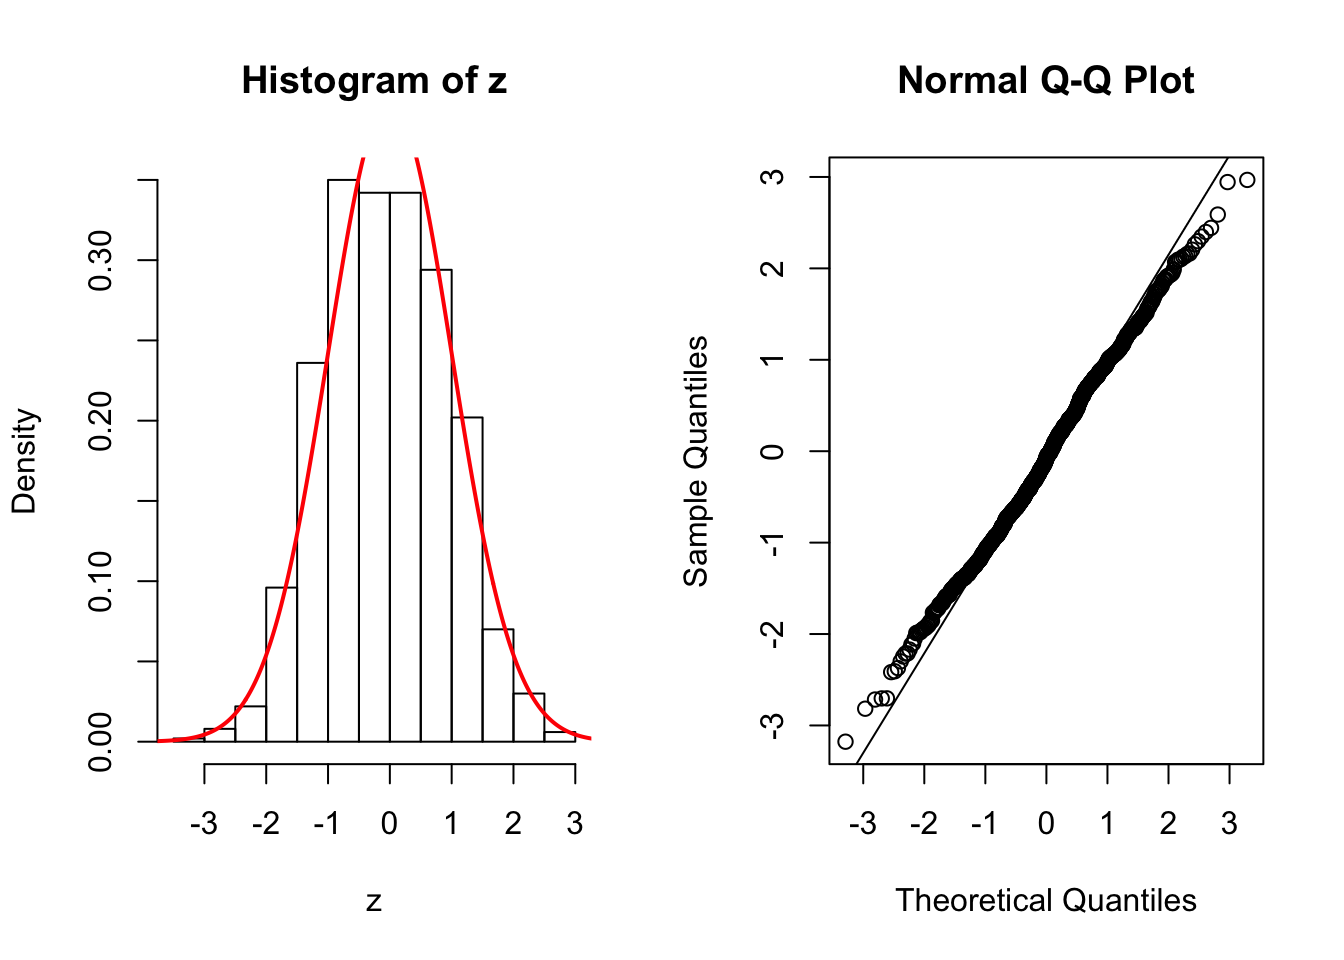 Histogram of z
Density
0.00 0.10 0.20 0.30
-3 -2 -1 0 1 2 3
z
Normal Q-Q Plot
Sample Quantiles
-3 -2 -1 0 1 2 3
-3 -2 -1 0 1 2 3
Theoretical Quantiles